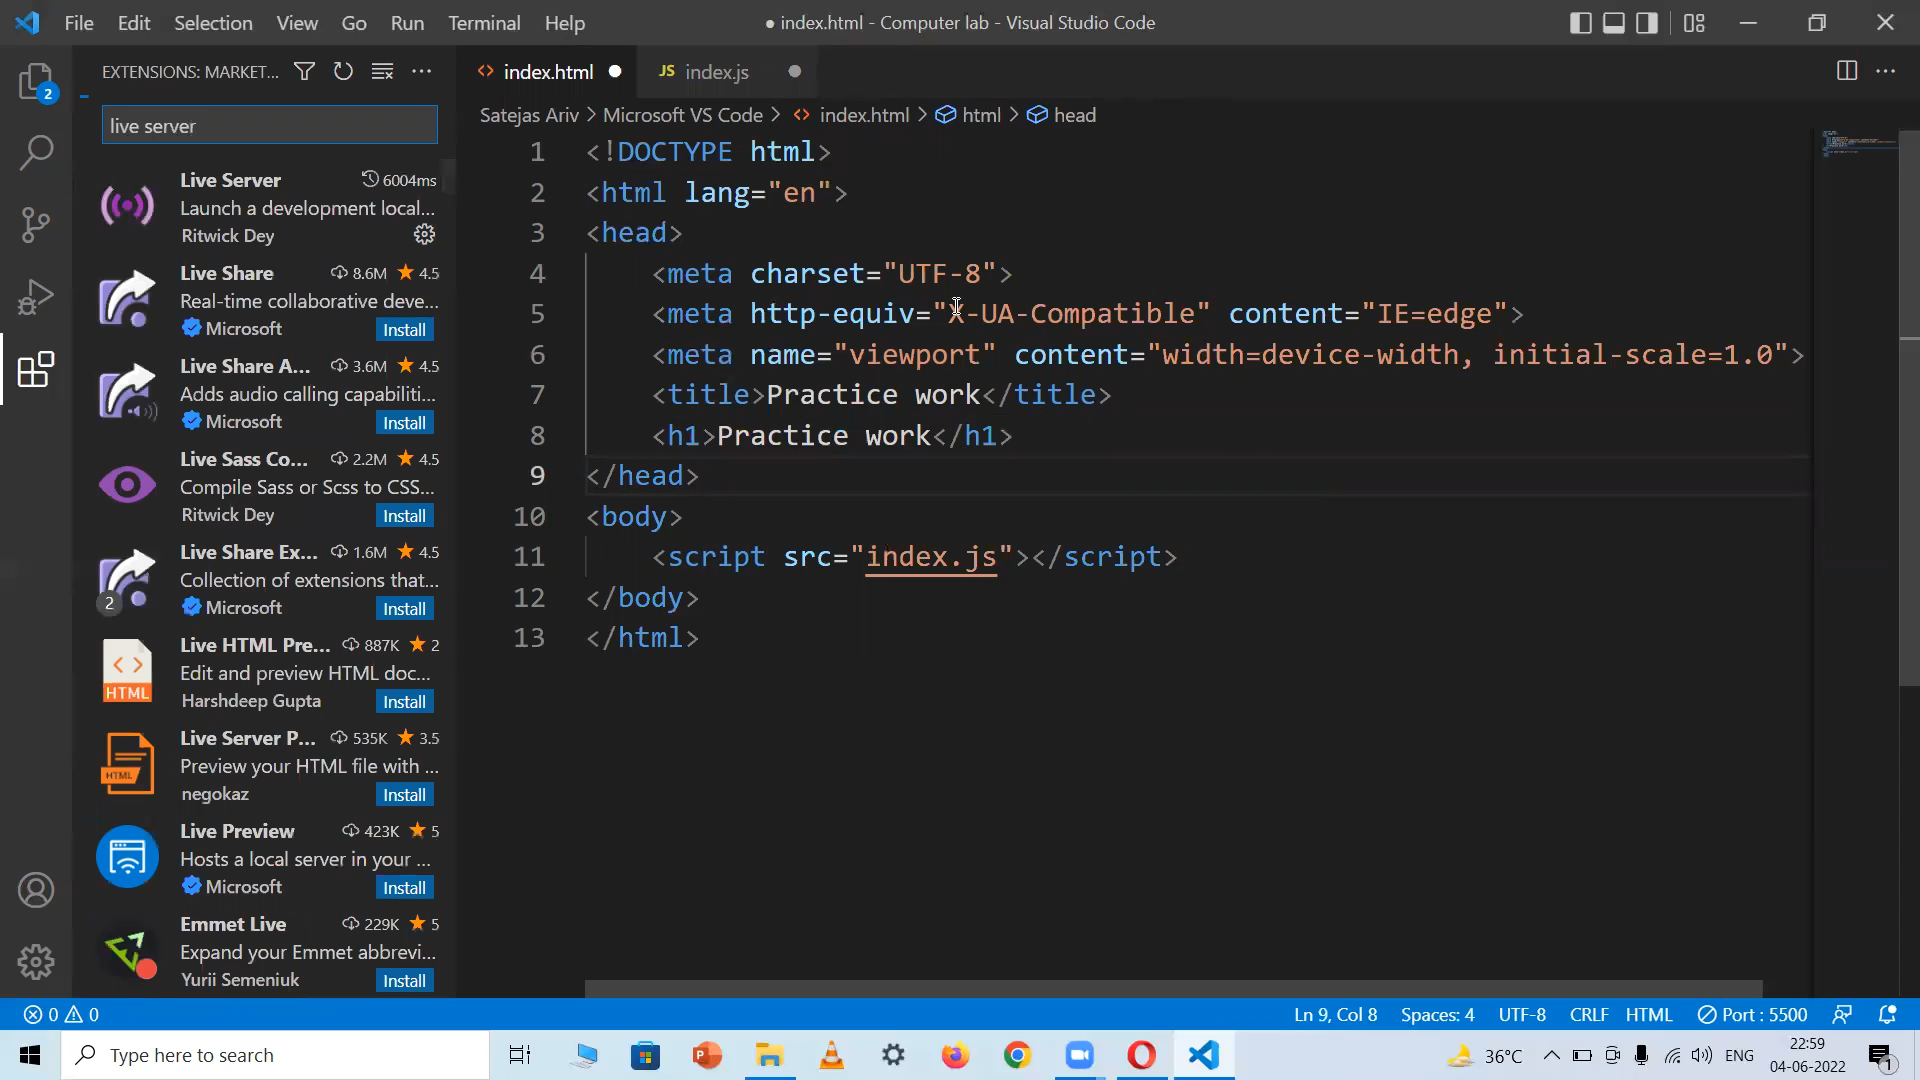 File Edit Selection View Go Run Terminal Help
● index.html - Computer lab - Visual Studio Code
EXTENSIONS: MARKET...
index.html
JS index.js
2
live server
Satejas Ariv > Microsoft VS Code > index.html > html > head
Live Server 6004ms
Launch a development local...
Ritwick Dey
Live Share 8.6M ★ 4.5
Real-time collaborative deve...
Microsoft Install
Live Share A... 3.6M ★ 4.5
Adds audio calling capabiliti...
Microsoft Install
Live Sass Co... 2.2M ★ 4.5
Compile Sass or Scss to CSS...
Ritwick Dey Install
Live Share Ex... 1.6M ★ 4.5
Collection of extensions that...
2 Microsoft Install
Live HTML Pre... 887K ★ 2
Edit and preview HTML doc...
HTML
Harshdeep Gupta Install
Live Server P... 535K ★ 3.5
Preview your HTML file with ...
HTML
negokaz Install
Live Preview 423K ★ 5
Hosts a local server in your ...
Microsoft Install
Emmet Live 229K ★ 5
Expand your Emmet abbrevi...
Yurii Semeniuk Install
1 <!DOCTYPE html>
2 <html lang="en">
3 <head>
4 <meta charset="UTF-8">
5 <meta http-equiv="X-UA-Compatible" content="IE=edge">
6 <meta name="viewport" content="width=device-width, initial-scale=1.0">
7 <title>Practice work</title>
8 <h1>Practice work</h1>
9 </head>
10 <body>
11 <script src="index.js"></script>
12 </body>
13 </html>
0 0
Ln 9, Col 8 Spaces: 4 UTF-8 CRLF HTML Port : 5500
Type here to search
36°C ENG
22:59
04-06-2022
1